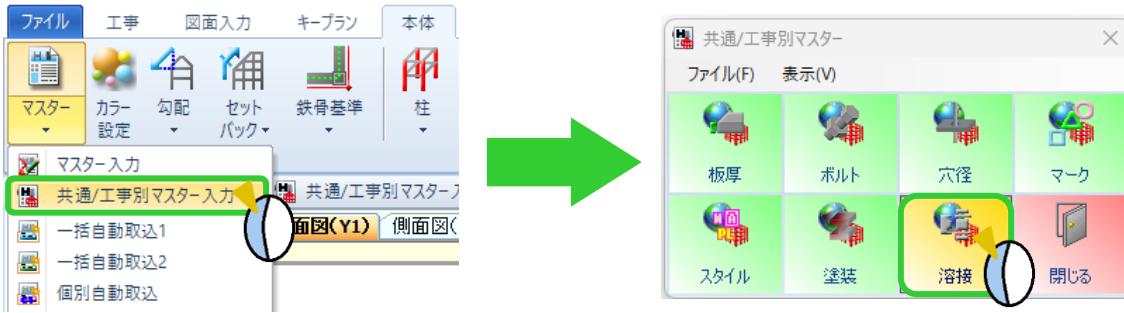 ファイル 工事 図面入力 キープラン 本体
マスター
カラー
設定
勾配
セット
バック
鉄骨基準
柱
マスター入力
共通/工事別マスター入力
一括自動取込1
一括自動取込2
個別自動取込
共通/工事別マスター入
面図(Y1) 側面図(
共通/工事別マスター
ファイル(F) 表示(V)
板厚 ボルト 穴径 マーク
スタイル 塗装 溶接 閉じる